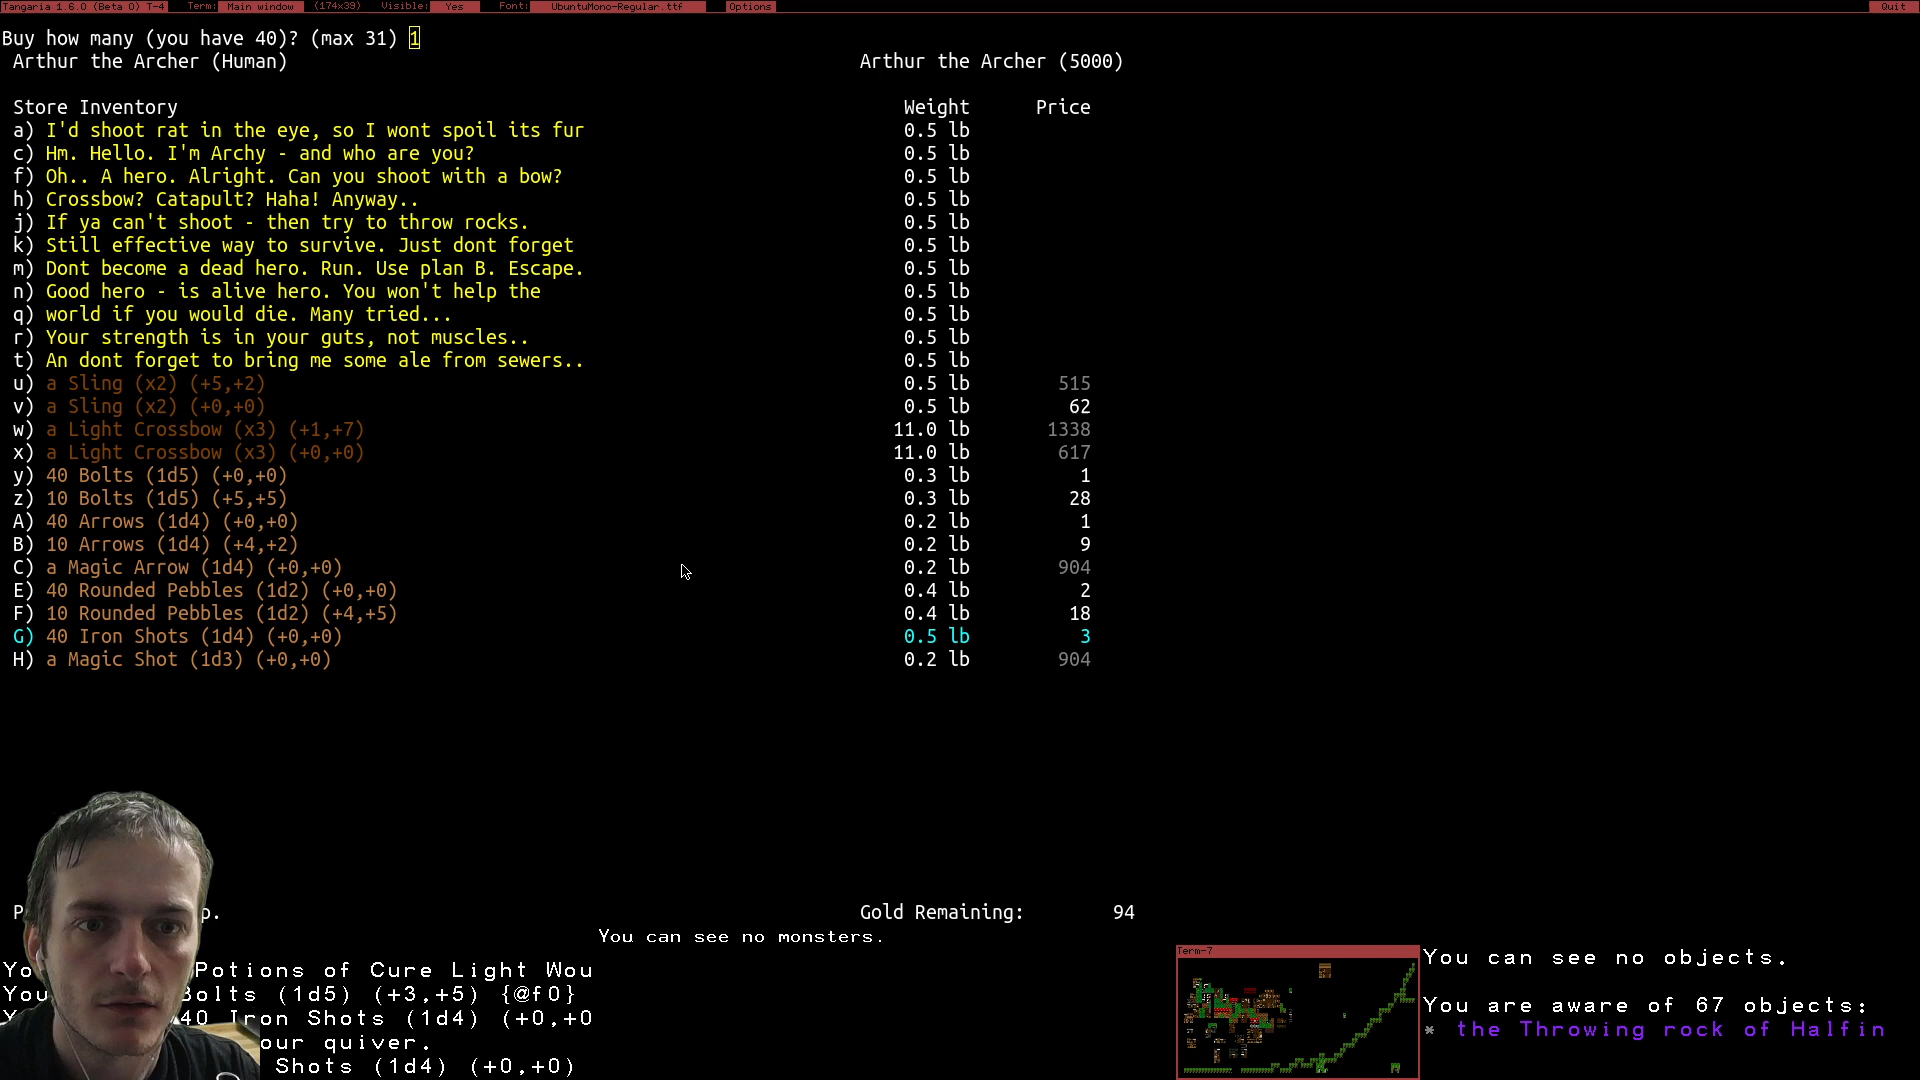 Tangaria 1.6.0 (Beta 0) T-4 Term: Main window (174x39) Visible: Yes Font: UbuntuMono-Regular.ttf Options Quit
Buy how many (you have 40)? (max 31) 1
Arthur the Archer (Human) Arthur the Archer (5000)
Store Inventory Weight Price
a) I'd shoot rat in the eye, so I wont spoil its fur 0.5 lb
c) Hm. Hello. I'm Archy - and who are you? 0.5 lb
f) Oh.. A hero. Alright. Can you shoot with a bow? 0.5 lb
h) Crossbow? Catapult? Haha! Anyway.. 0.5 lb
j) If ya can't shoot - then try to throw rocks. 0.5 lb
k) Still effective way to survive. Just dont forget 0.5 lb
m) Dont become a dead hero. Run. Use plan B. Escape. 0.5 lb
n) Good hero - is alive hero. You won't help the 0.5 lb
q) world if you would die. Many tried... 0.5 lb
r) Your strength is in your guts, not muscles.. 0.5 lb
t) An dont forget to bring me some ale from sewers.. 0.5 lb
u) a Sling (x2) (+5,+2) 0.5 lb 515
v) a Sling (x2) (+0,+0) 0.5 lb 62
w) a Light Crossbow (x3) (+1,+7) 11.0 lb 1338
x) a Light Crossbow (x3) (+0,+0) 11.0 lb 617
y) 40 Bolts (1d5) (+0,+0) 0.3 lb 1
z) 10 Bolts (1d5) (+5,+5) 0.3 lb 28
A) 40 Arrows (1d4) (+0,+0) 0.2 lb 1
B) 10 Arrows (1d4) (+4,+2) 0.2 lb 9
C) a Magic Arrow (1d4) (+0,+0) 0.2 lb 904
E) 40 Rounded Pebbles (1d2) (+0,+0) 0.4 lb 2
F) 10 Rounded Pebbles (1d2) (+4,+5) 0.4 lb 18
G) 40 Iron Shots (1d4) (+0,+0) 0.5 lb 3
H) a Magic Shot (1d3) (+0,+0) 0.2 lb 904
P p. Gold Remaining: 94
You can see no monsters.
Yo Potions of Cure Light Wou
You Bolts (1d5) (+3,+5) {@f0}
40 Iron Shots (1d4) (+0,+0
our quiver.
Shots (1d4) (+0,+0)
Term-7
You can see no objects.
You are aware of 67 objects:
* the Throwing rock of Halfin